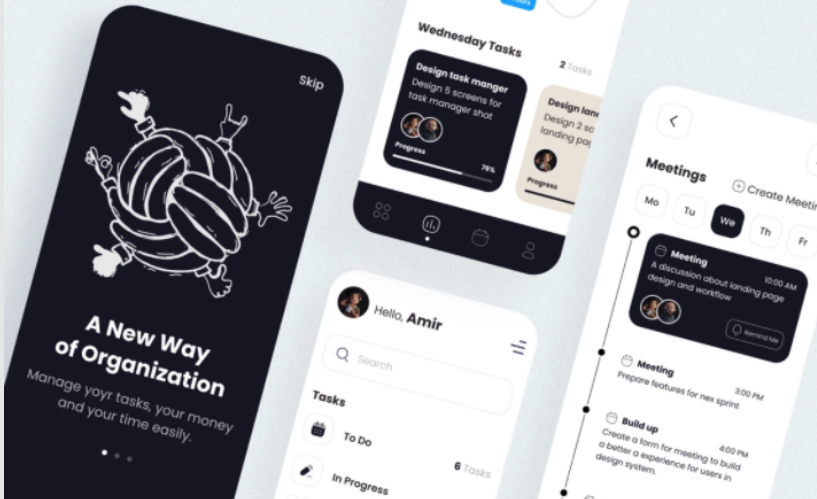 Skip
A New Way
of Organization
Manage yoyr tasks, your money
and your time easily.
Wednesday Tasks
2 Tasks
Design task manger
Design 5 screens for
task manager shot
Progress
78%
Design
Design 2
landing
Progress
Hello, Amir
Search
Tasks
To Do
6 Tasks
In Progress
Meetings
Create
Mo
Tu
We
Th
Fr
Meeting
10:00 AM
A discussion about landing page
design and workflow
Remind Me
Meeting
3:00 PM
Prepare features for nex sprint
Build up
4:00 PM
Create a form for meeting to build
a better a experience for users in
design system.